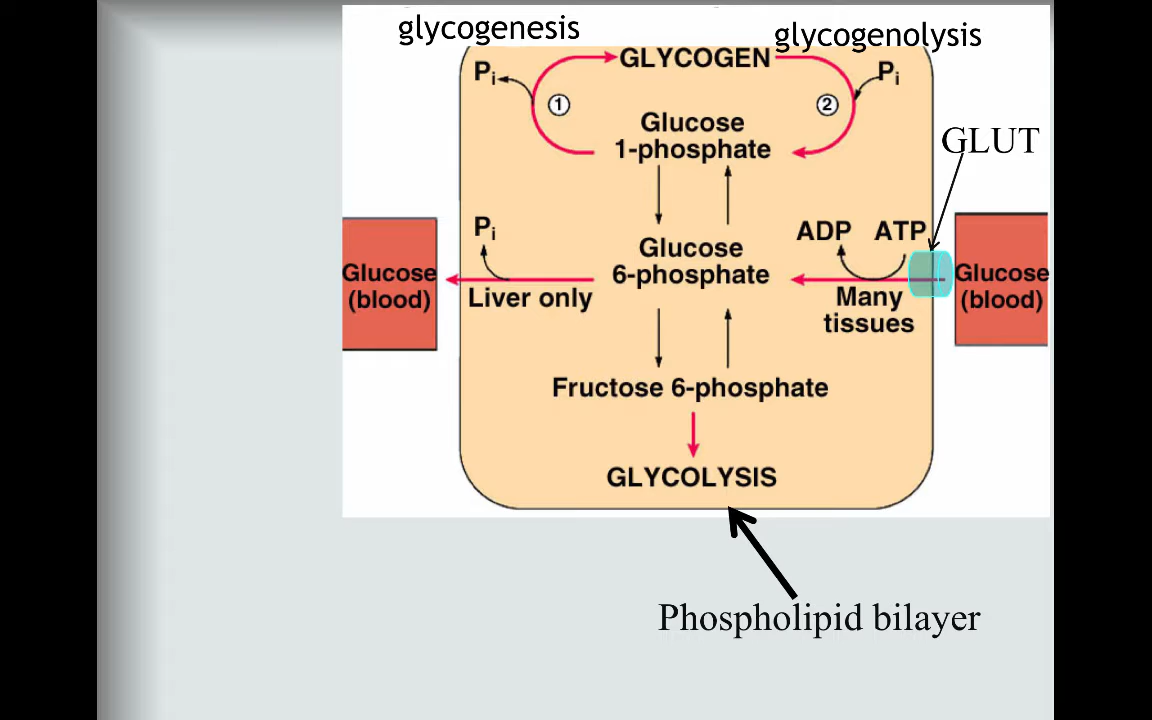 glycogenesis
glycogenolysis
GLYCOGEN
Pi
Pi
1
2
Glucose
1-phosphate
GLUT
Pi
ADP ATP
Glucose
6-phosphate
Glucose
(blood)
Glucose
(blood)
Liver only
Many
tissues
Fructose 6-phosphate
GLYCOLYSIS
Phospholipid bilayer